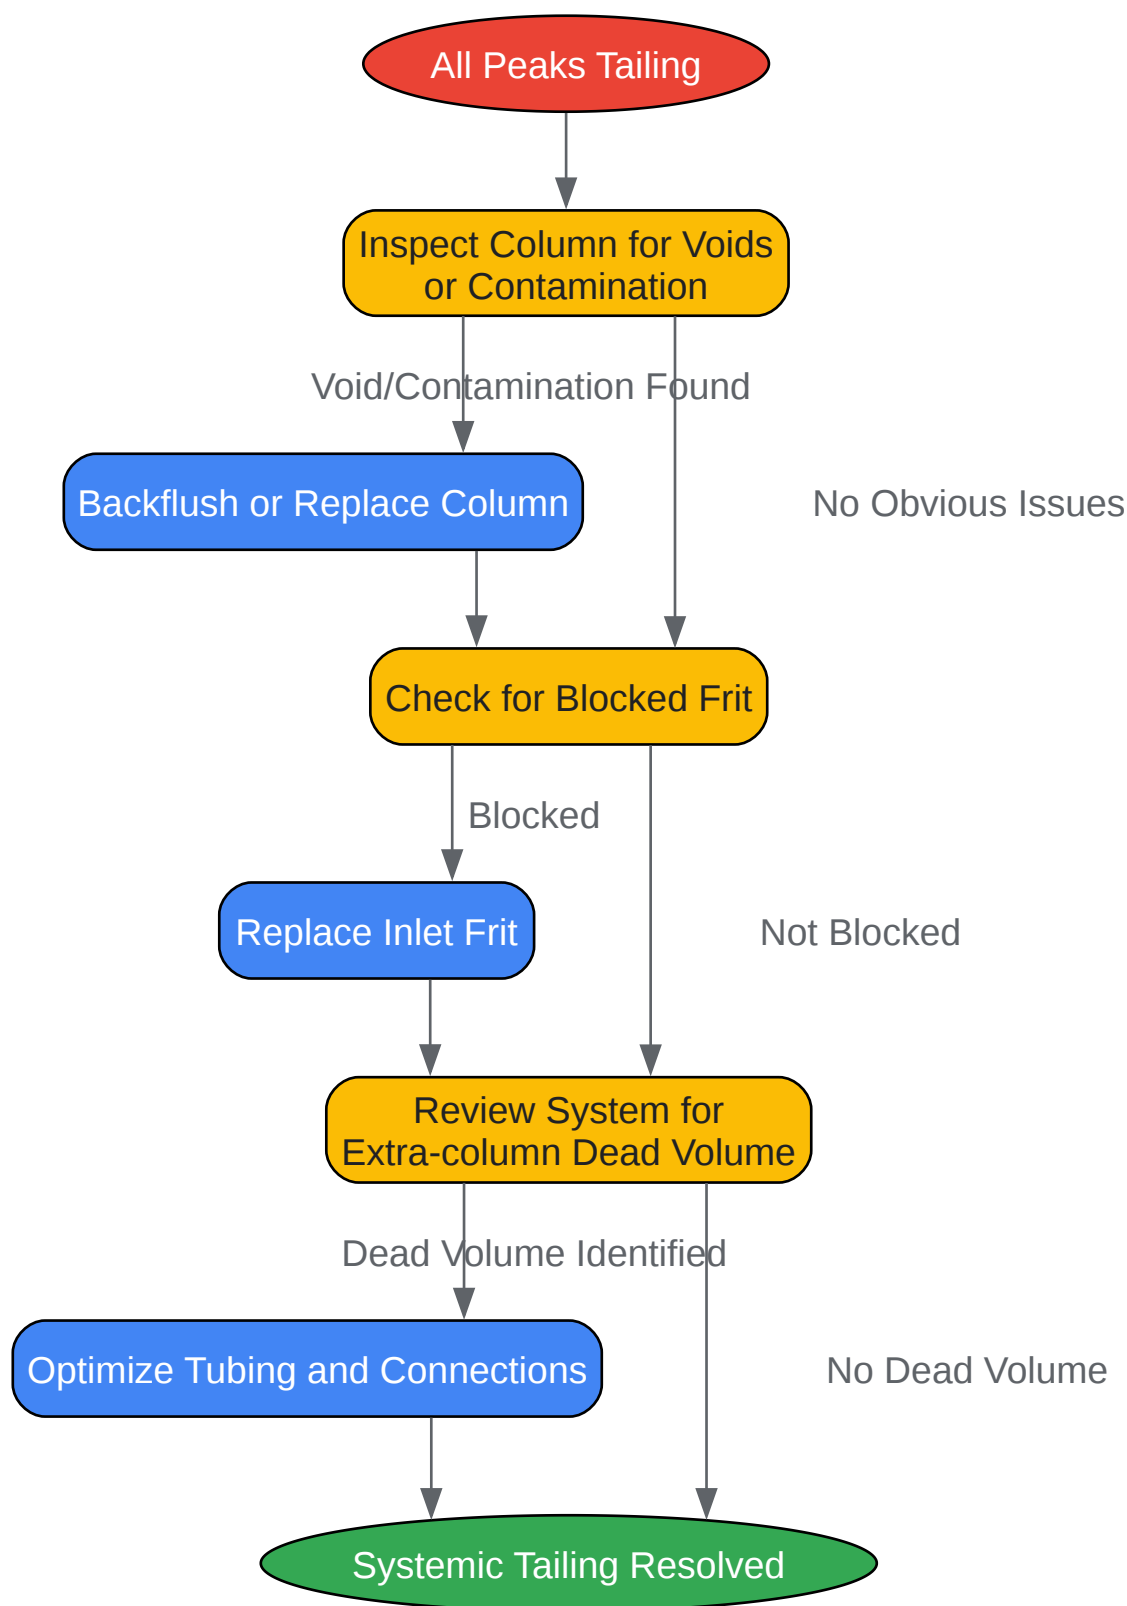 All Peaks Tailing
Inspect Column for Voids
or Contamination
Void/Contamination Found
Backflush or Replace Column
No Obvious Issues
Check for Blocked Frit
Blocked
Replace Inlet Frit
Not Blocked
Review System for
Extra-column Dead Volume
Dead Volume Identified
Optimize Tubing and Connections
No Dead Volume
Systemic Tailing Resolved